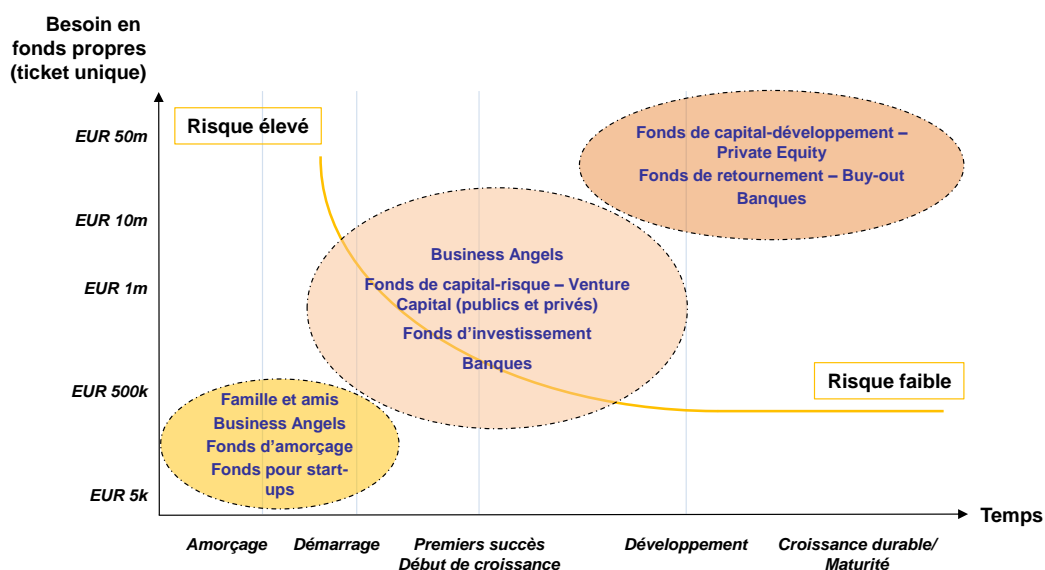 Besoin en
fonds propres
(ticket unique)
EUR 50m
EUR 10m
EUR 1m
EUR 500k
EUR 5k
Risque élevé
Fonds de capital-développement –
Private Equity
Fonds de retournement – Buy-out
Banques
Business Angels
Fonds de capital-risque – Venture
Capital (publics et privés)
Fonds d’investissement
Banques
Risque faible
Famille et amis
Business Angels
Fonds d’amorçage
Fonds pour start-
ups
Temps
Amorçage
Démarrage
Premiers succès
Début de croissance
Développement
Croissance durable/
Maturité